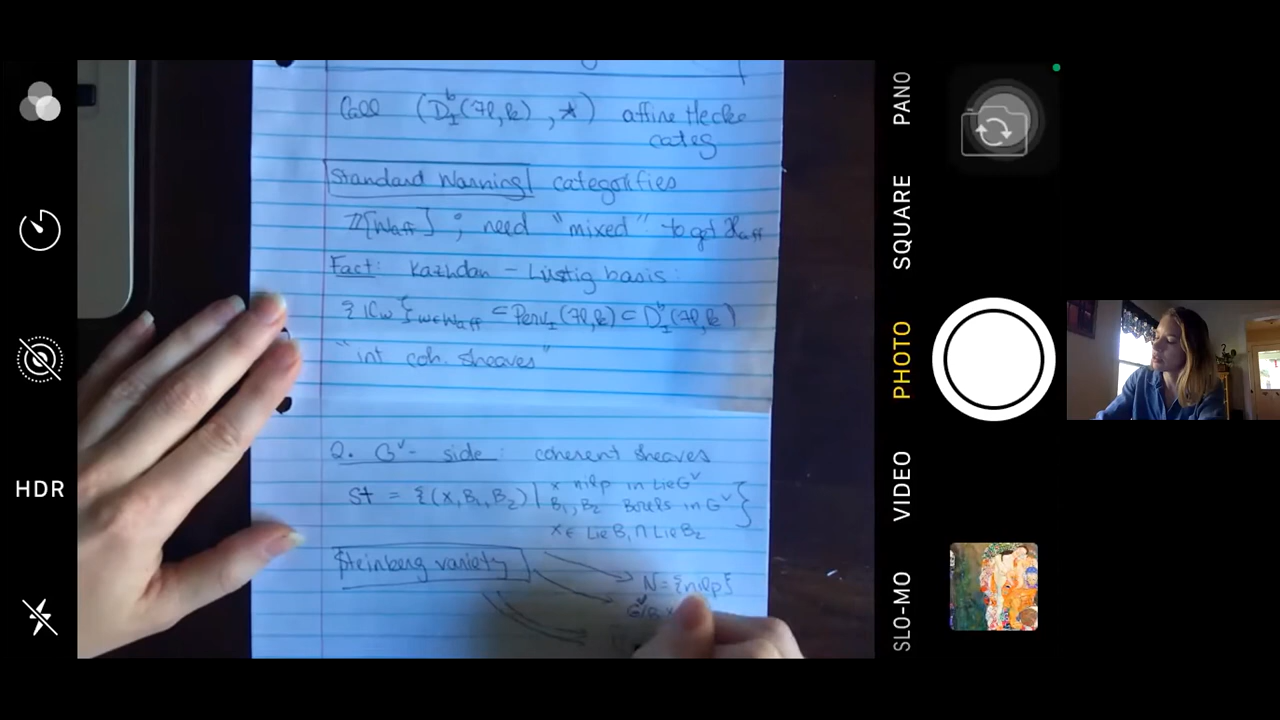 Call (D^b_I(Fl, k), ★) affine Hecke
categ
Standard Warning categorifies
ℤ[W_aff] ; need "mixed" to get ℋ_aff
Fact: Kazhdan - Lustig basis:
{IC_w}_{w∈W_aff} ⊂ Perv_I(Fl, k) ⊂ D^b_I(Fl, k)
"int coh. sheaves"
2. G^∨- side: coherent sheaves
St = {(x, B_1, B_2) | x nilp in Lie G^∨
B_1, B_2 Borels in G^∨
x ∈ Lie B_1 ∩ Lie B_2 }
Steinberg variety
N = {nilp}
G^∨/B ×
HDR
PANO
SQUARE
PHOTO
VIDEO
SLO-MO